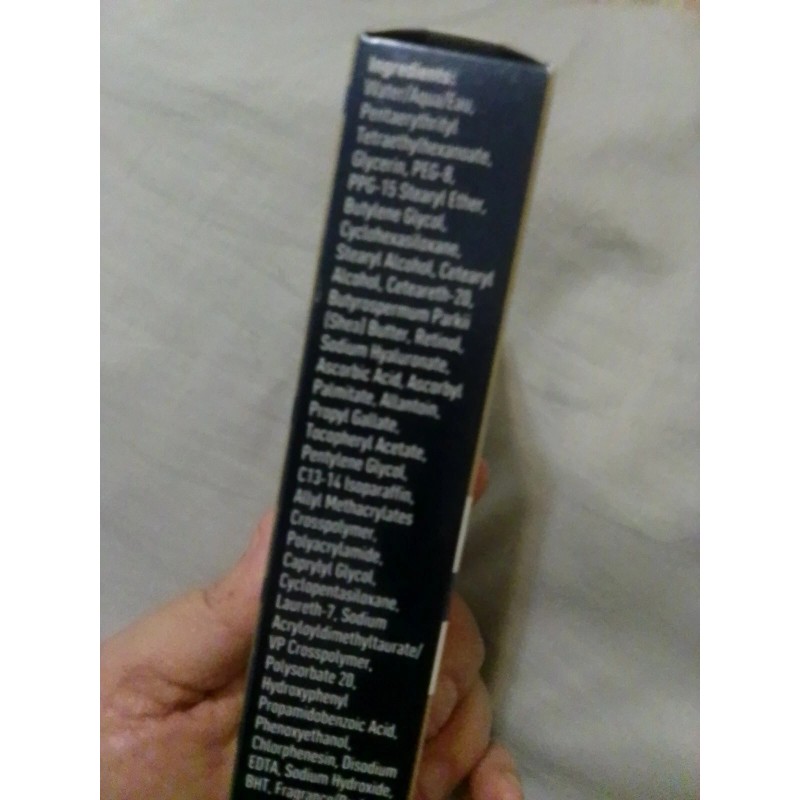 Ingredients:
Water/Aqua/Eau,
Pentaerythrityl
Tetraethylhexanoate,
Glycerin, PEG-8,
PPG-15 Stearyl Ether,
Butylene Glycol,
Cyclohexasiloxane,
Stearyl Alcohol, Cetearyl
Alcohol, Ceteareth-20,
Butyrospermum Parkii
(Shea) Butter, Retinol,
Sodium Hyaluronate,
Ascorbic Acid, Ascorbyl
Palmitate, Allantoin,
Propyl Gallate,
Tocopheryl Acetate,
Pentylene Glycol,
C13-14 Isoparaffin,
Allyl Methacrylates
Crosspolymer,
Polyacrylamide,
Caprylyl Glycol,
Cyclopentasiloxane,
Laureth-7, Sodium
Acryloyldimethyltaurate/
VP Crosspolymer,
Polysorbate 20,
Hydroxyphenyl
Propamidobenzoic Acid,
Phenoxyethanol,
Chlorphenesin, Disodium
EDTA, Sodium Hydroxide,
BHT,